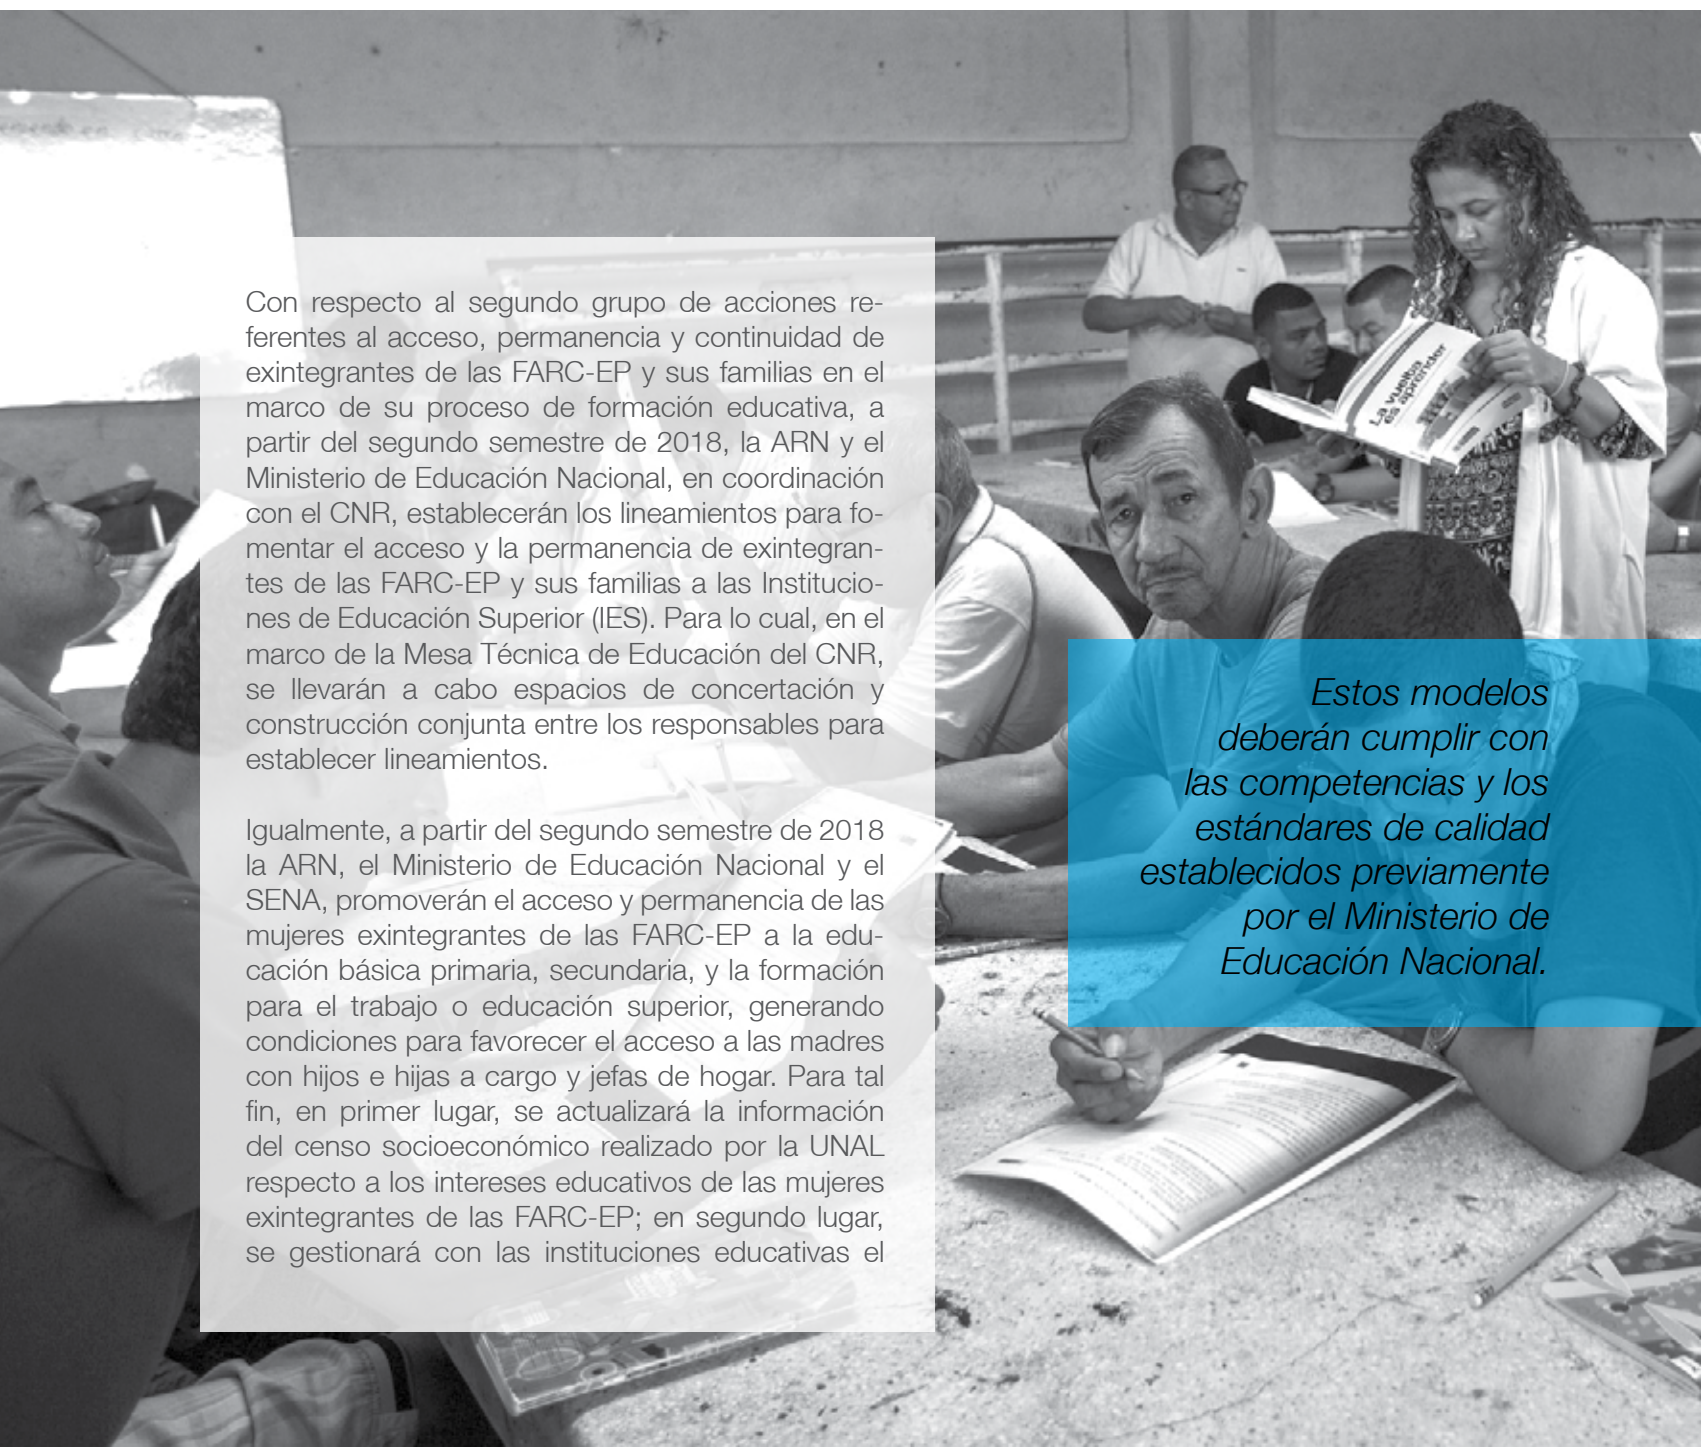 Con respecto al segundo grupo de acciones re-
ferentes al acceso, permanencia y continuidad de
exintegrantes de las FARC-EP y sus familias en el
marco de su proceso de formación educativa, a
partir del segundo semestre de 2018, la ARN y el
Ministerio de Educación Nacional, en coordinación
con el CNR, establecerán los lineamientos para fo-
mentar el acceso y la permanencia de exintegran-
tes de las FARC-EP y sus familias a las Institucio-
nes de Educación Superior (IES). Para lo cual, en el
marco de la Mesa Técnica de Educación del CNR,
se llevarán a cabo espacios de concertación y
construcción conjunta entre los responsables para
establecer lineamientos.
Igualmente, a partir del segundo semestre de 2018
la ARN, el Ministerio de Educación Nacional y el
SENA, promoverán el acceso y permanencia de las
mujeres exintegrantes de las FARC-EP a la edu-
cación básica primaria, secundaria, y la formación
para el trabajo o educación superior, generando
condiciones para favorecer el acceso a las madres
con hijos e hijas a cargo y jefas de hogar. Para tal
fin, en primer lugar, se actualizará la información
del censo socioeconómico realizado por la UNAL
respecto a los intereses educativos de las mujeres
exintegrantes de las FARC-EP; en segundo lugar,
se gestionará con las instituciones educativas el
La vuelta
es aprender
Estos modelos
deberán cumplir con
las competencias y los
estándares de calidad
establecidos previamente
por el Ministerio de
Educación Nacional.